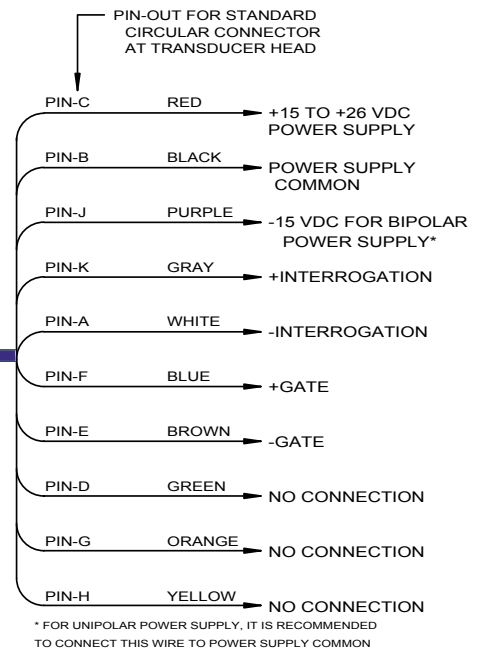 PIN-OUT FOR STANDARD
CIRCULAR CONNECTOR
AT TRANSDUCER HEAD
PIN-C RED +15 TO +26 VDC
POWER SUPPLY
PIN-B BLACK POWER SUPPLY
COMMON
PIN-J PURPLE -15 VDC FOR BIPOLAR
POWER SUPPLY*
PIN-K GRAY +INTERROGATION
PIN-A WHITE -INTERROGATION
PIN-F BLUE +GATE
PIN-E BROWN -GATE
PIN-D GREEN NO CONNECTION
PIN-G ORANGE NO CONNECTION
PIN-H YELLOW NO CONNECTION
* FOR UNIPOLAR POWER SUPPLY, IT IS RECOMMENDED
TO CONNECT THIS WIRE TO POWER SUPPLY COMMON